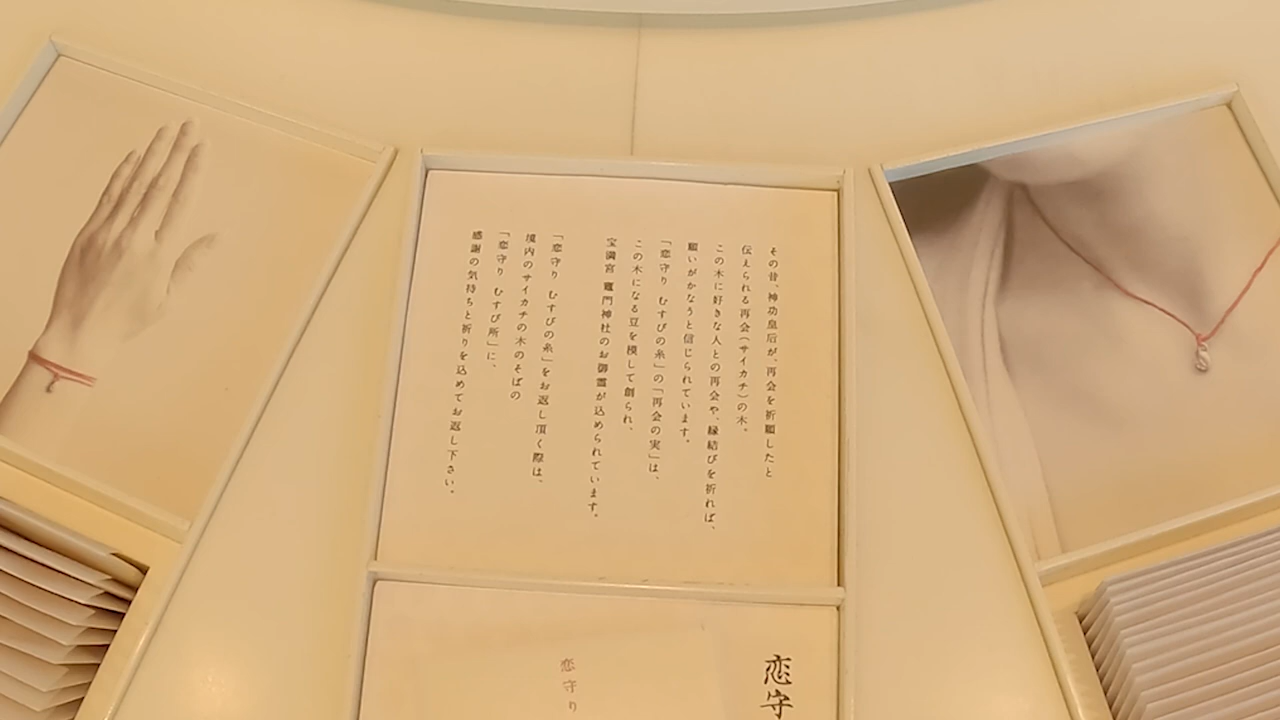 その昔、神功皇后が、再会を祈願したと
伝えられる再会(サイカチ)の木。
この木に好きな人との再会や、縁結びを祈れば、
願いがかなうと信じられています。
「恋守り むすびの糸」の「再会の実」は、
この木になる豆を模して創られ、
宝満宮 竈門神社のお御霊が込められています。
「恋守り むすびの糸」をお返し頂く際は、
境内のサイカチの木のそばの
「恋守り むすび所」に、
感謝の気持ちと祈りを込めてお返し下さい。
恋守
恋守り